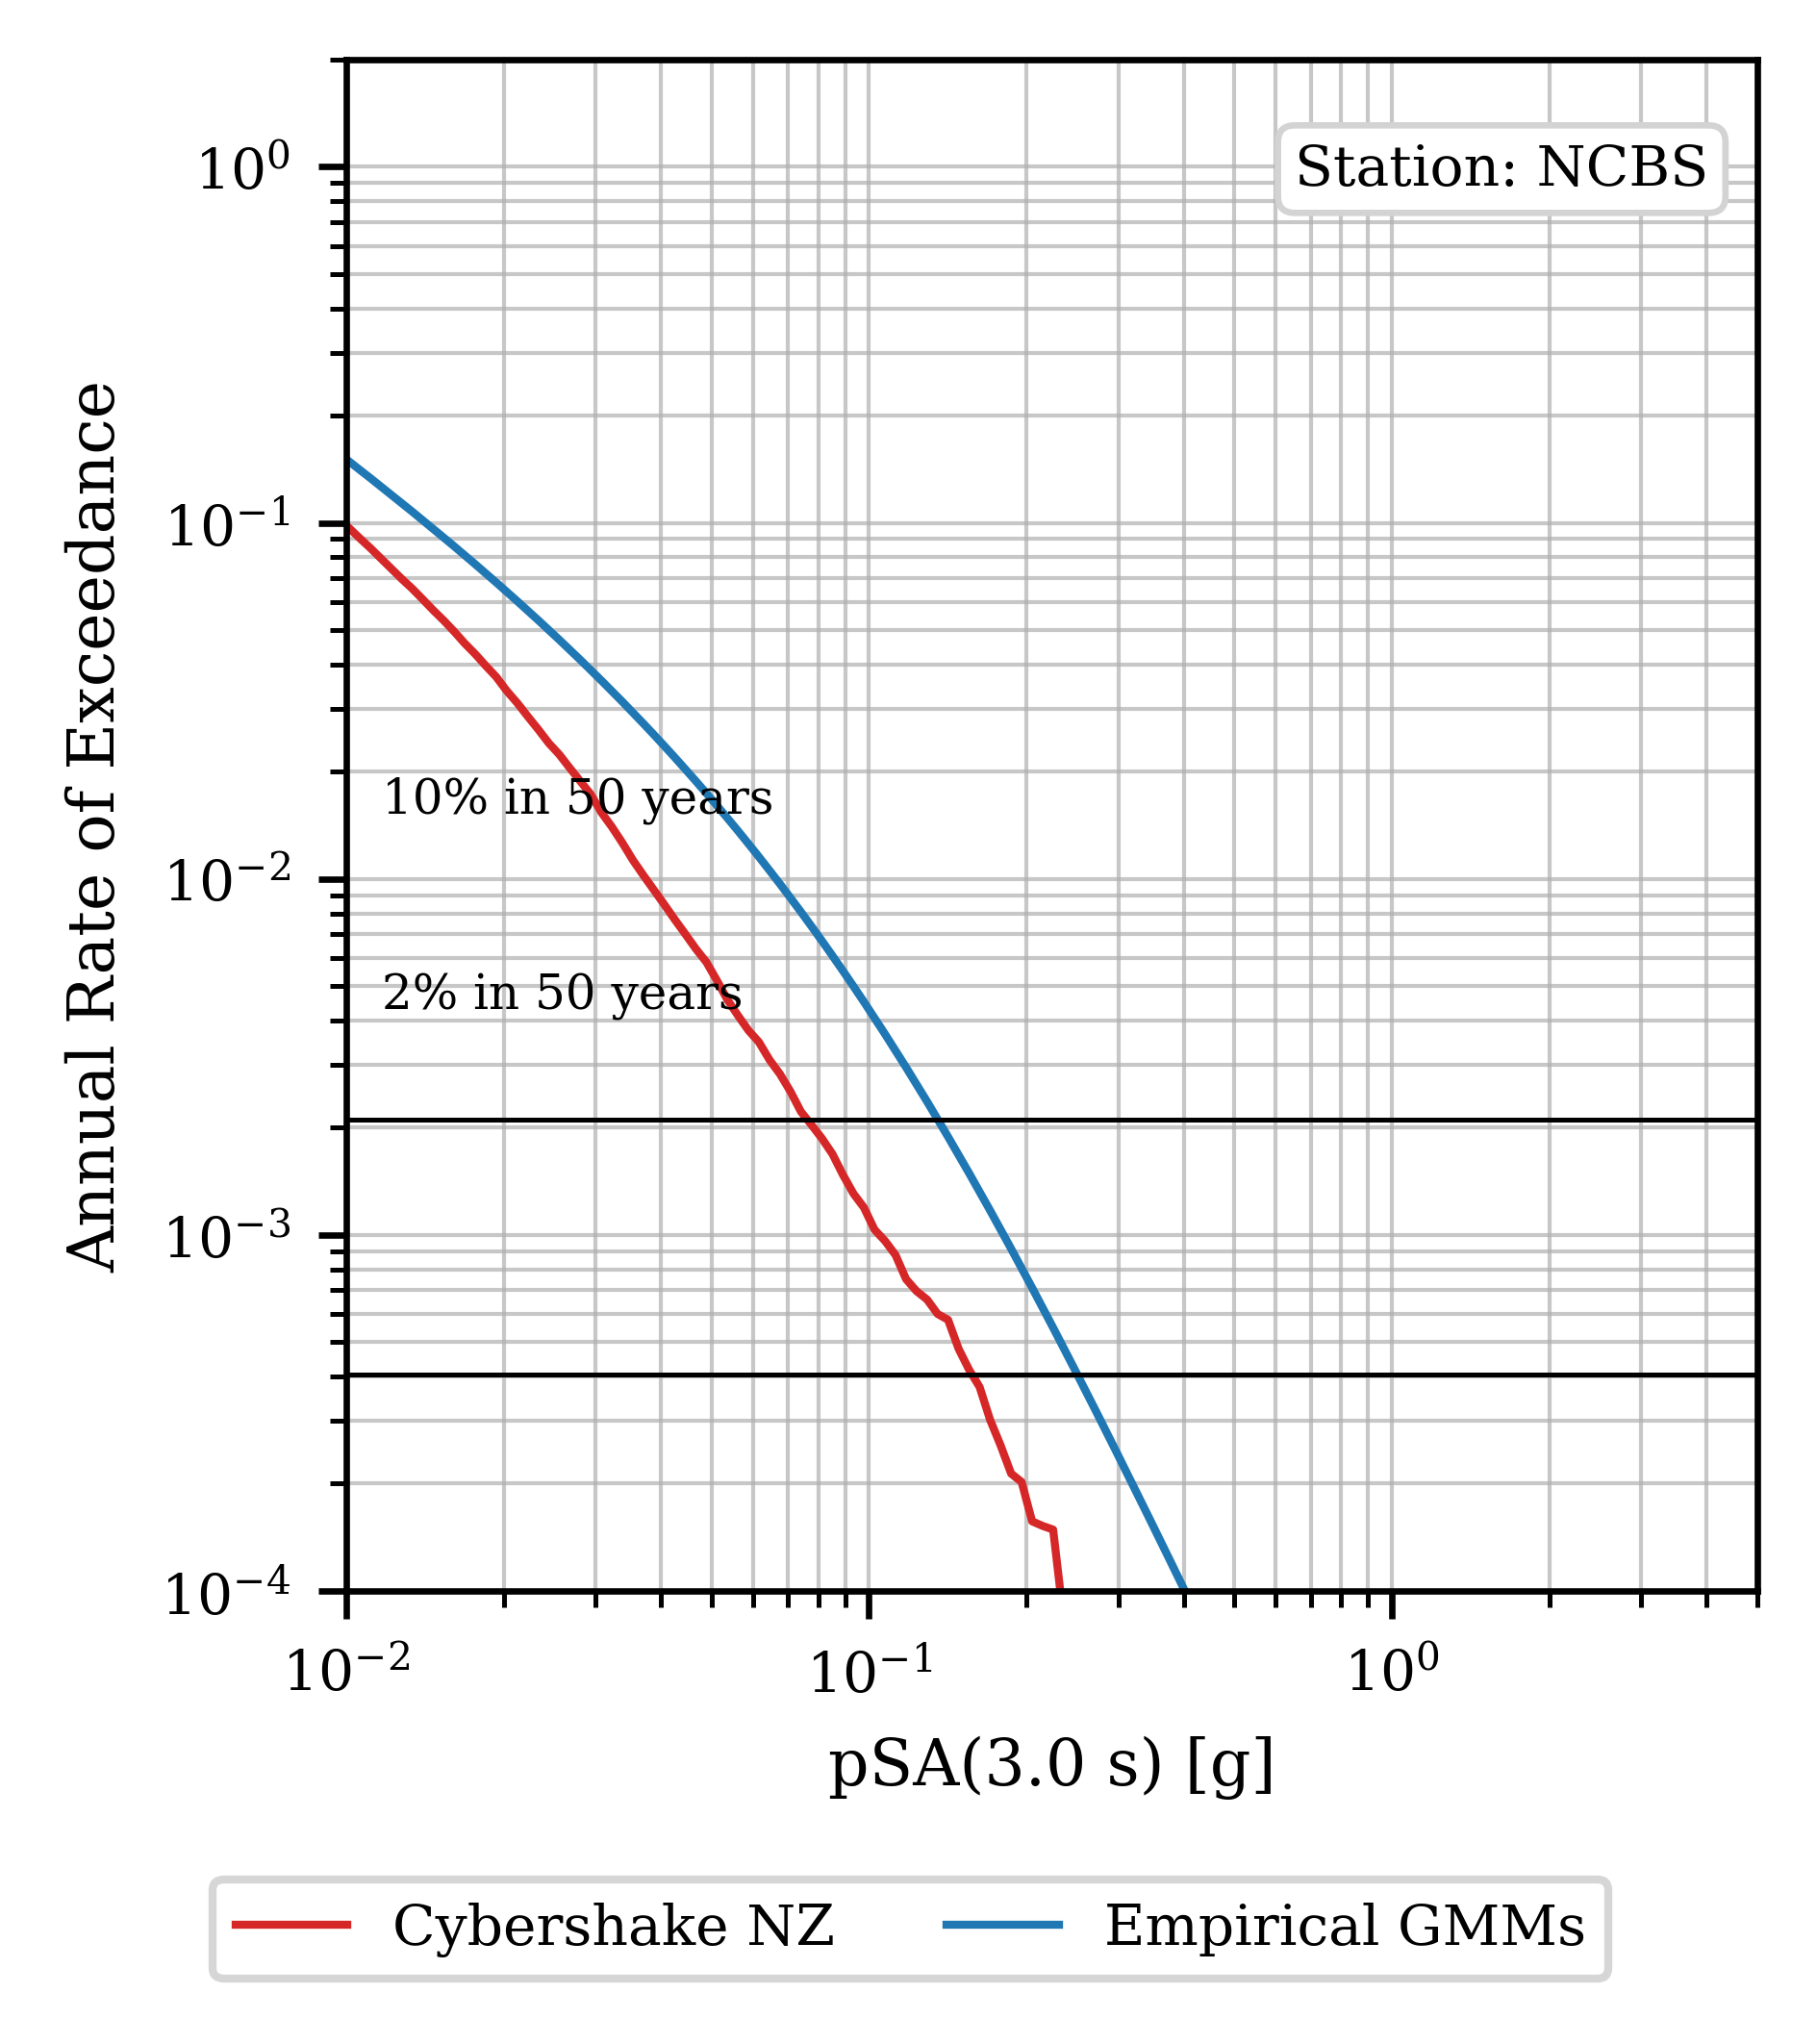 Station: NCBS
10⁰
10⁻¹
10⁻²
10⁻³
10⁻⁴
Annual Rate of Exceedance
10% in 50 years
2% in 50 years
10⁻²
10⁻¹
10⁰
pSA(3.0 s) [g]
Cybershake NZ
Empirical GMMs